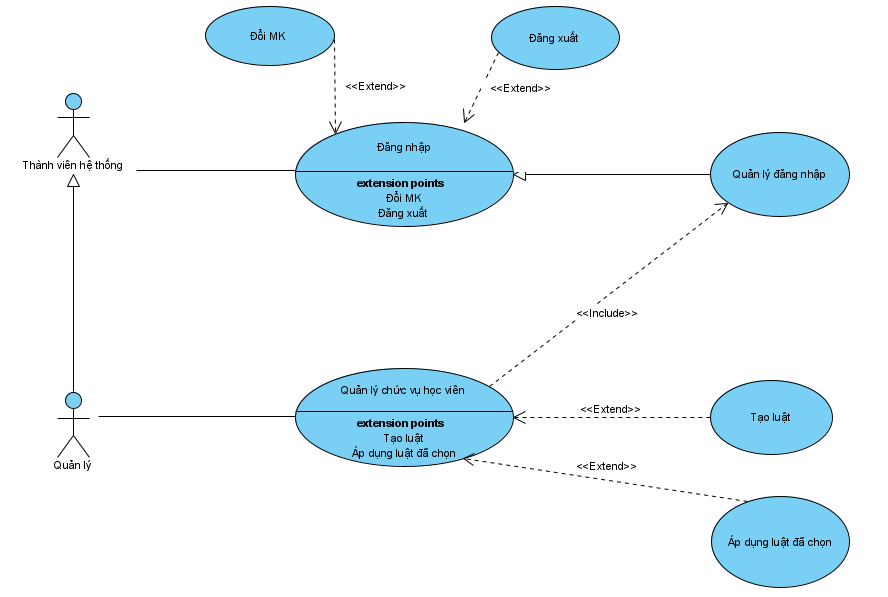 Đổi MK
Đăng xuất
<<Extend>>
<<Extend>>
Thành viên hệ thống
Đăng nhập
extension points
Đổi MK
Đăng xuất
Quản lý đăng nhập
<<Include>>
Quản lý
Quản lý chức vụ học viên
extension points
Tạo luật
Áp dụng luật đã chọn
<<Extend>>
Tạo luật
<<Extend>>
Áp dụng luật đã chọn